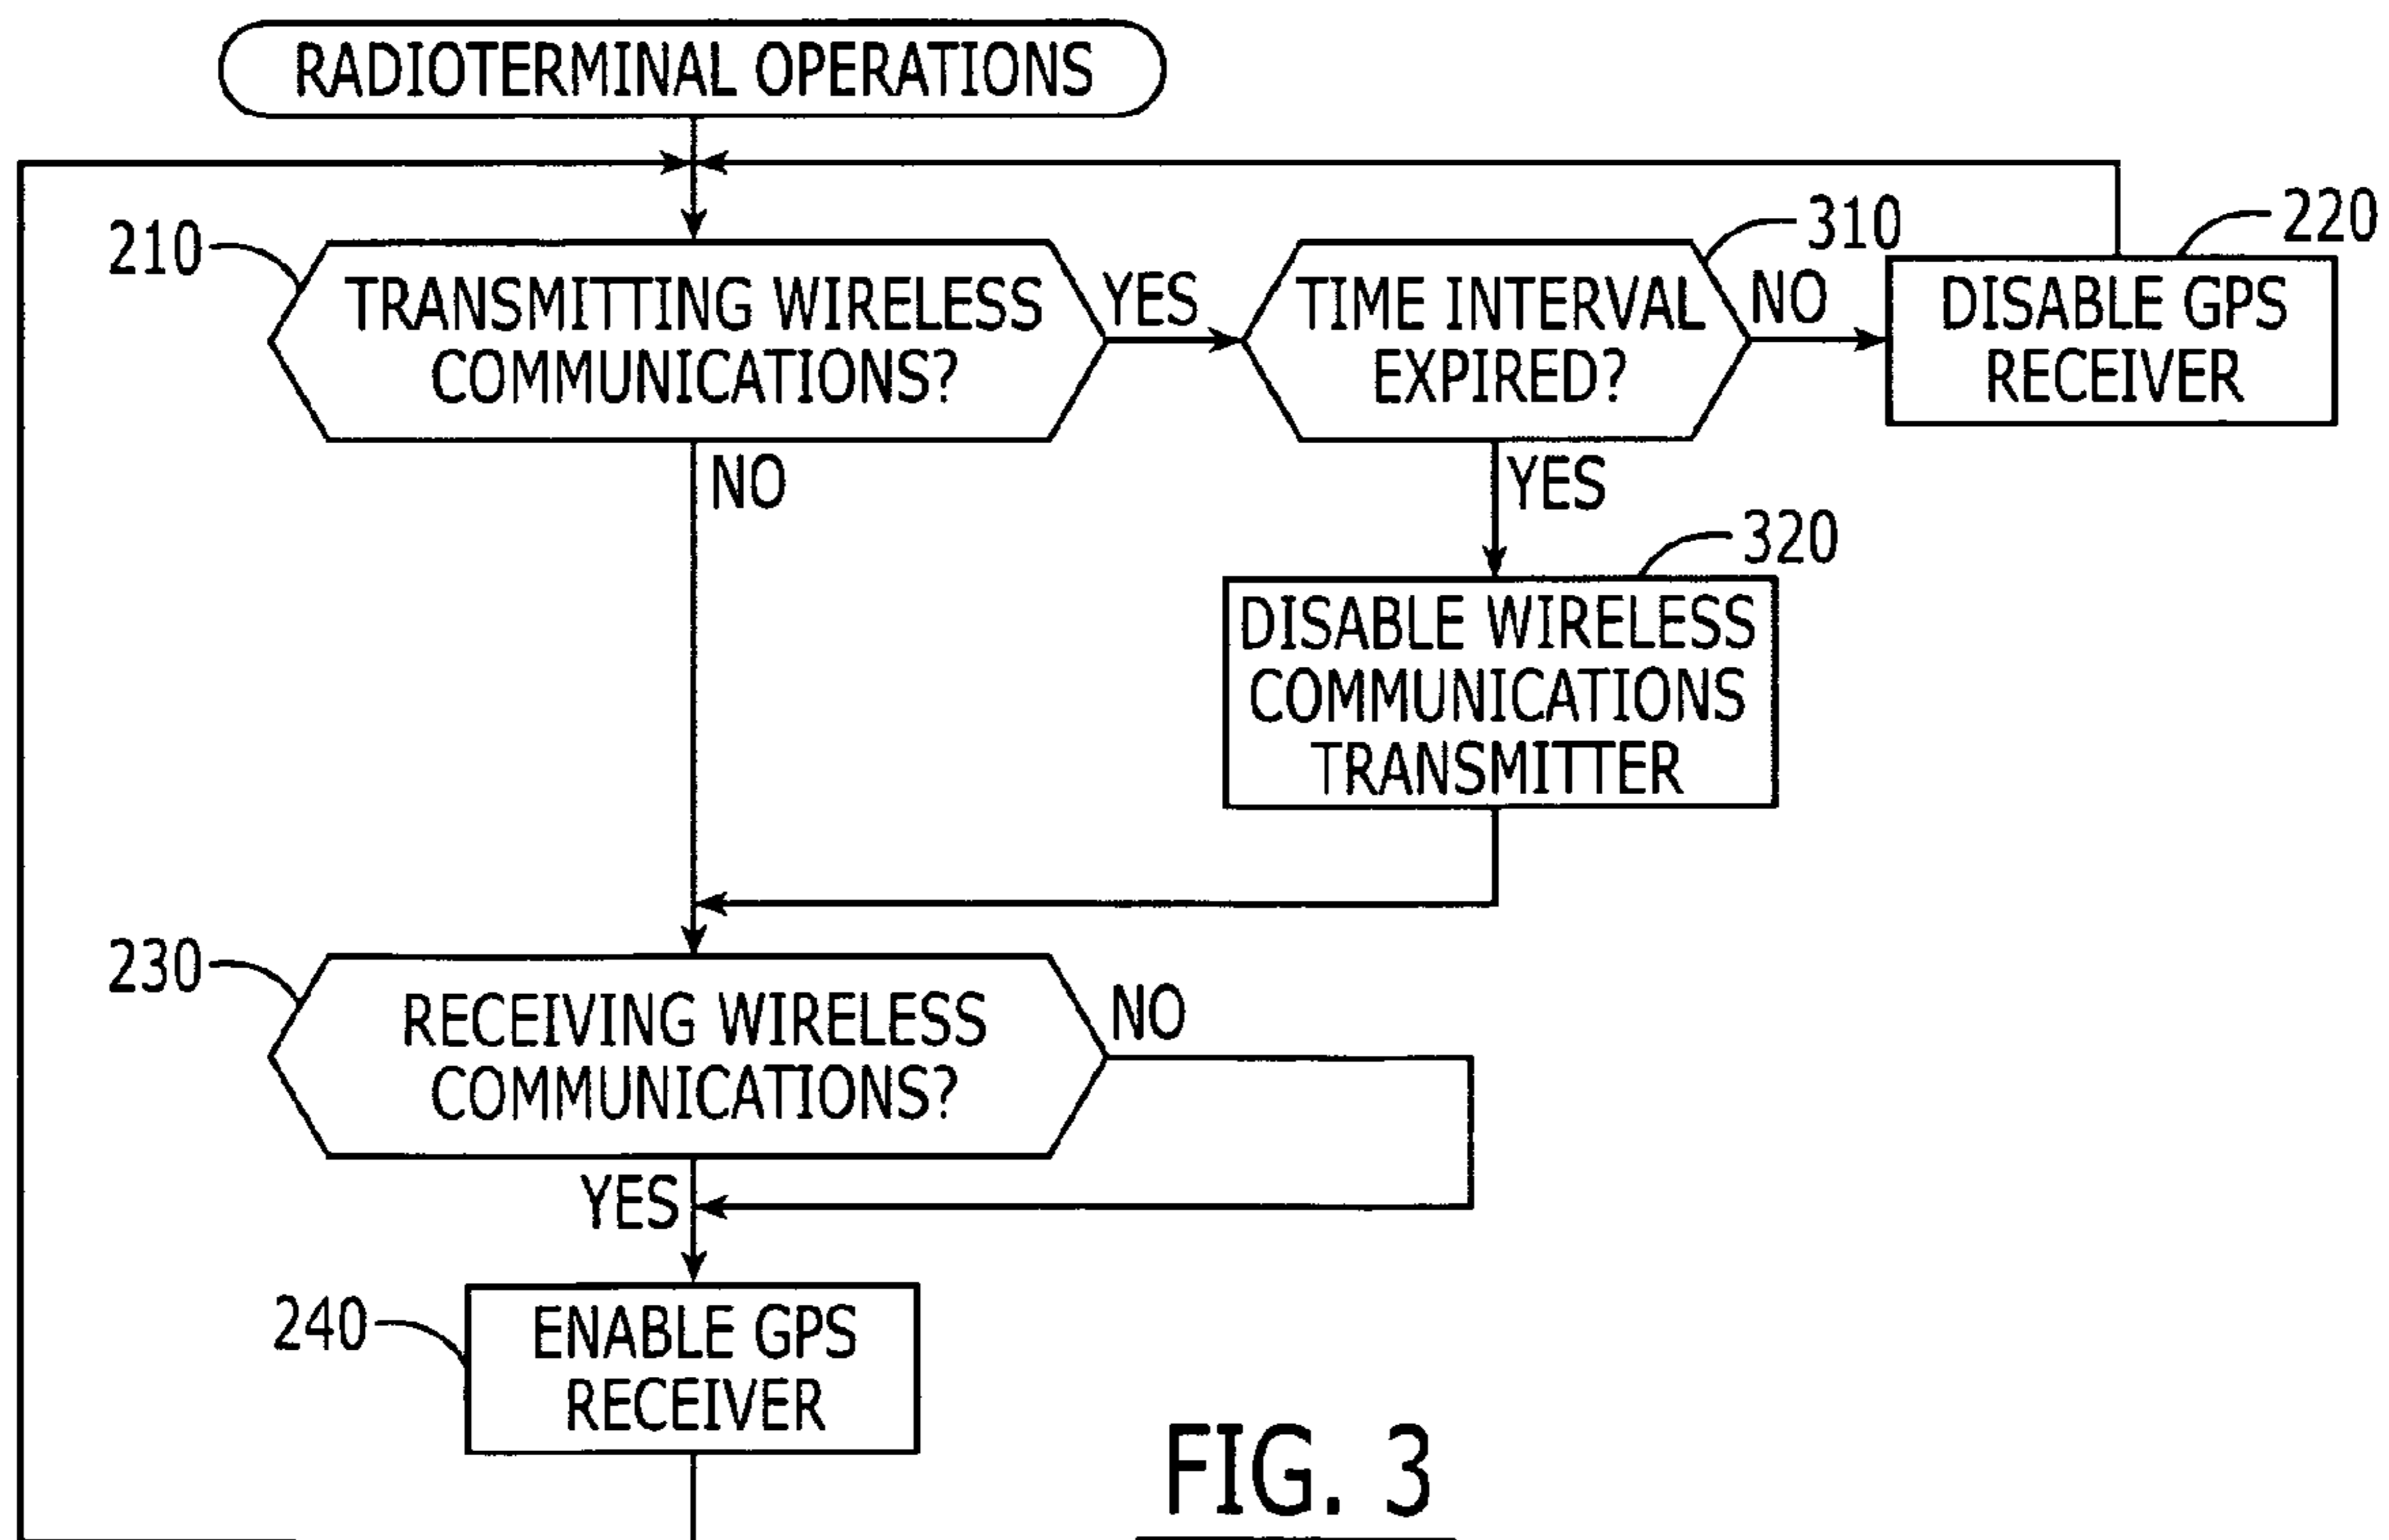 RADIOTERMINAL OPERATIONS
210
TRANSMITTING WIRELESS
COMMUNICATIONS?
YES
NO
310
TIME INTERVAL
EXPIRED?
NO
YES
220
DISABLE GPS
RECEIVER
320
DISABLE WIRELESS
COMMUNICATIONS
TRANSMITTER
230
RECEIVING WIRELESS
COMMUNICATIONS?
NO
YES
240
ENABLE GPS
RECEIVER
FIG. 3